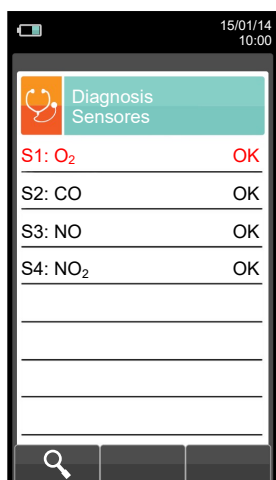 15/01/14
10:00
Diagnosis
Sensores
S1: O₂ OK
S2: CO OK
S3: NO OK
S4: NO₂ OK